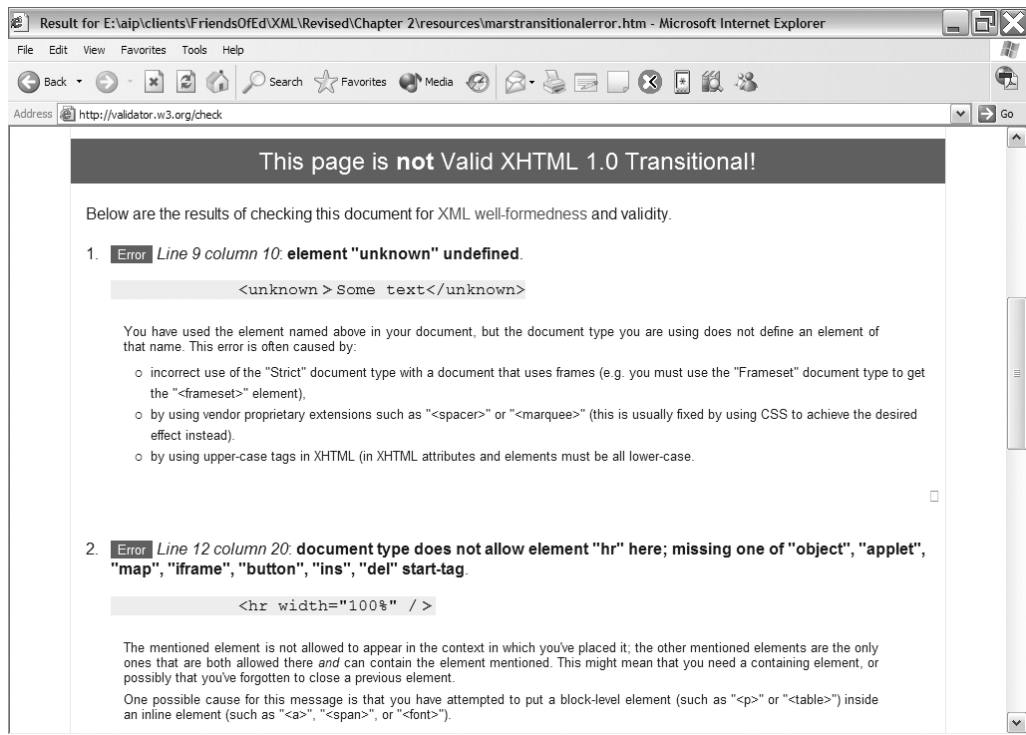 Result for E:\aip\clients\FriendsOfEd\XML\Revised\Chapter 2\resources\marstransitionalerror.htm - Microsoft Internet Explorer
File Edit View Favorites Tools Help
Back Search Favorites Media
Address http://validator.w3.org/check Go
This page is not Valid XHTML 1.0 Transitional!
Below are the results of checking this document for XML well-formedness and validity.
1. Error Line 9 column 10: element "unknown" undefined.
<unknown>Some text</unknown>
You have used the element named above in your document, but the document type you are using does not define an element of
that name. This error is often caused by:
o incorrect use of the "Strict" document type with a document that uses frames (e.g. you must use the "Frameset" document type to get
the "<frameset>" element),
o by using vendor proprietary extensions such as "<spacer>" or "<marquee>" (this is usually fixed by using CSS to achieve the desired
effect instead).
o by using upper-case tags in XHTML (in XHTML attributes and elements must be all lower-case.
2. Error Line 12 column 20: document type does not allow element "hr" here; missing one of "object", "applet",
"map", "iframe", "button", "ins", "del" start-tag.
<hr width="100%" />
The mentioned element is not allowed to appear in the context in which you've placed it; the other mentioned elements are the only
ones that are both allowed there and can contain the element mentioned. This might mean that you need a containing element, or
possibly that you've forgotten to close a previous element.
One possible cause for this message is that you have attempted to put a block-level element (such as "<p>" or "<table>") inside
an inline element (such as "<a>", "<span>", or "<font>").